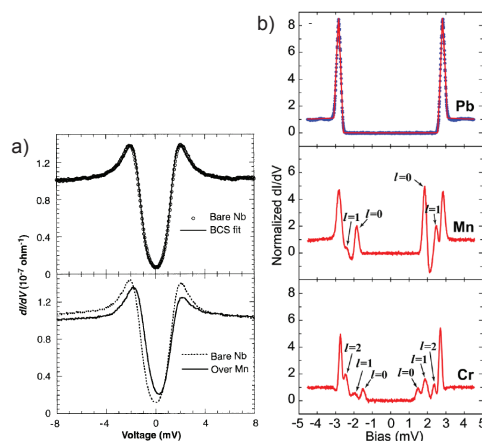 a)
dI/dV (10⁻⁷ ohm⁻¹)
1.2
0.8
0.4
0
Bare Nb
BCS fit
1.2
0.8
0.4
0
Bare Nb
Over Mn
-8
-4
0
4
8
Voltage (mV)
b)
Normalized dI/dV
8
6
4
2
0
Pb
6
4
2
0
l=1
l=0
l=0
l=1
Mn
8
6
4
2
0
l=2
l=1
l=0
l=0
l=1
l=2
Cr
-5 -4 -3 -2 -1 0 1 2 3 4 5
Bias (mV)